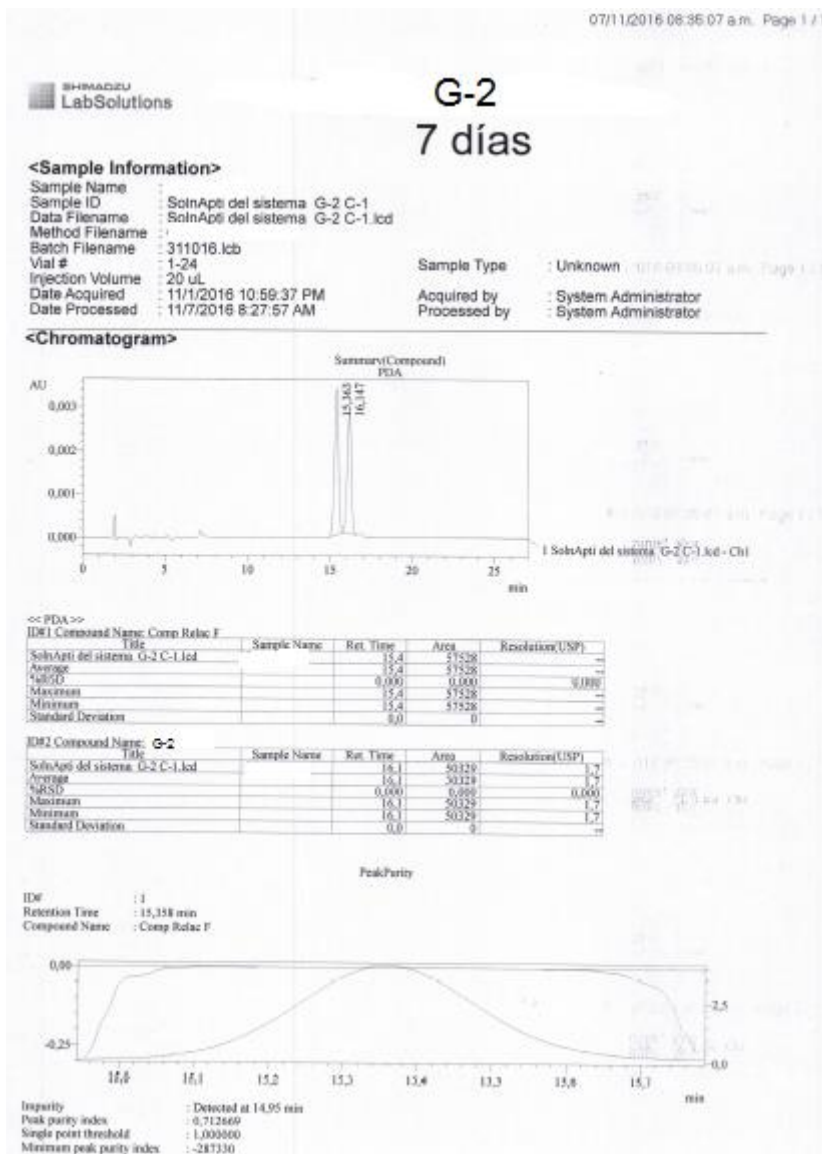 07/11/2016 08:36:07 a.m. Page 1 /
SHIMADZU
LabSolutions
G-2
7 días
<Sample Information>
Sample Name :
Sample ID : SolnApti del sistema G-2 C-1
Data Filename : SolnApti del sistema G-2 C-1.lcd
Method Filename :
Batch Filename : 311016.lcb
Vial # : 1-24 Sample Type : Unknown
Injection Volume : 20 uL
Date Acquired : 11/1/2016 10:59:37 PM Acquired by : System Administrator
Date Processed : 11/7/2016 8:27:57 AM Processed by : System Administrator
<Chromatogram>
Summary(Compound)
PDA
AU
0,003
0,002
0,001
0,000
15,363
16,147
0 5 10 15 20 25
min
1 SolnApti del sistema G-2 C-1.lcd - Ch1
<< PDA >>
ID#1 Compound Name: Comp Relac F
Title Sample Name Ret. Time Area Resolution(USP)
SolnApti del sistema G-2 C-1.lcd 15,4 57528 --
Average 15,4 57528 --
%RSD 0,000 0,000 0,000
Maximum 15,4 57528 --
Minimum 15,4 57528 --
Standard Deviation 0,0 0 --
ID#2 Compound Name: G-2
Title Sample Name Ret. Time Area Resolution(USP)
SolnApti del sistema G-2 C-1.lcd 16,1 50329 1,7
Average 16,1 50329 1,7
%RSD 0,000 0,000 0,000
Maximum 16,1 50329 1,7
Minimum 16,1 50329 1,7
Standard Deviation 0,0 0 --
PeakPurity
ID# : 1
Retention Time : 15,358 min
Compound Name : Comp Relac F
0,00
-0,25
2,5
0,0
15,2 15,3 15,4 15,6 15,7
min
Impurity : Detected at 14,95 min
Peak purity index : 0,712669
Single point threshold : 1,000000
Minimum peak purity index : -287330